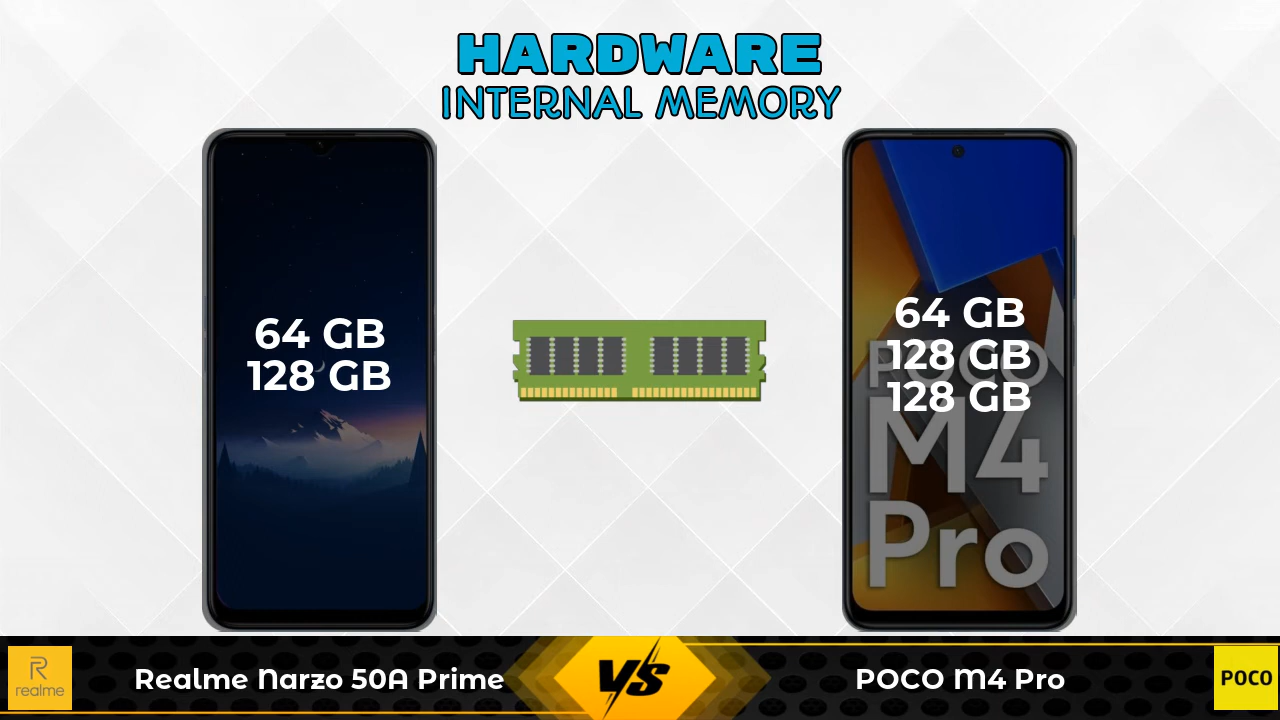 HARDWARE
INTERNAL MEMORY
64 GB
128 GB
64 GB
128 GB
128 GB
POCO
M4
Pro
realme
Realme Narzo 50A Prime
VS
POCO M4 Pro
POCO